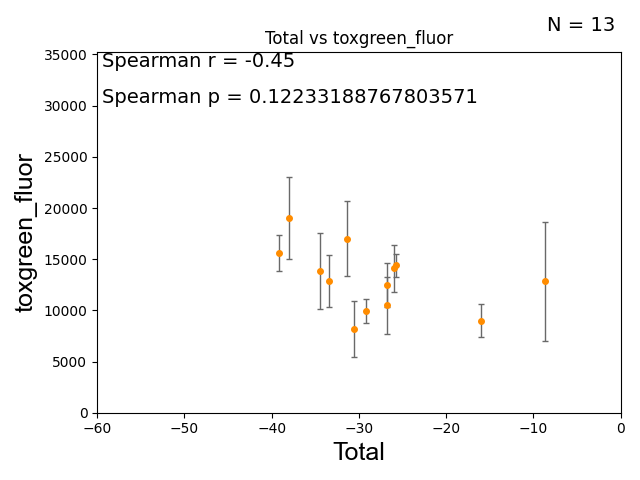 N = 13
Total vs toxgreen_fluor
Spearman r = -0.45
Spearman p = 0.12233188767803571
35000
30000
25000
20000
15000
10000
5000
0
toxgreen_fluor
−60 −50 −40 −30 −20 −10 0
Total